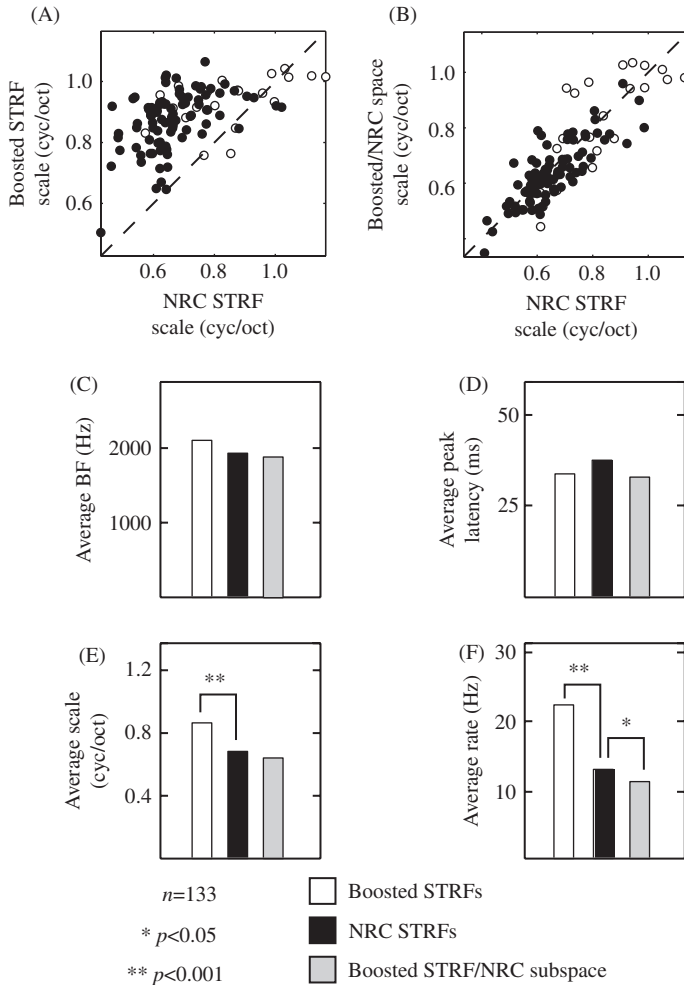 (A)
Boosted STRF
scale (cyc/oct)
1.0
0.8
0.6
0.6 0.8 1.0
NRC STRF
scale (cyc/oct)
(B)
Boosted/NRC space
scale (cyc/oct)
1.0
0.8
0.6
0.6 0.8 1.0
NRC STRF
scale (cyc/oct)
(C)
Average BF (Hz)
2000
1000
(D)
Average peak
latency (ms)
50
25
(E)
Average scale
(cyc/oct)
1.2
0.8
0.4
**
(F)
Average rate (Hz)
30
20
10
**
*
n=133
* p<0.05
** p<0.001
Boosted STRFs
NRC STRFs
Boosted STRF/NRC subspace